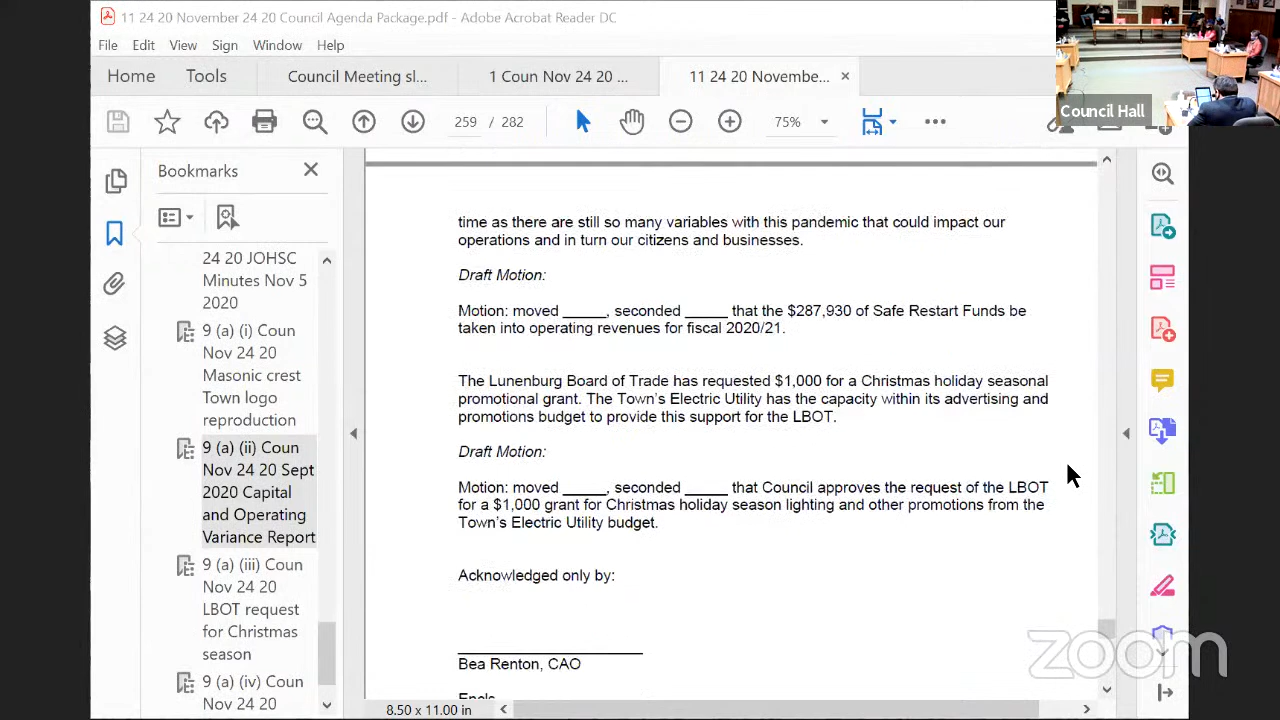 11 24 20 November 24 20 Council Agenda Package.pdf - Adobe Acrobat Reader DC
File Edit View Sign Window Help
Home Tools Council Meeting sl... 1 Coun Nov 24 20 ... 11 24 20 Novembe...
Council Hall
259 / 282 75%
Bookmarks
24 20 JOHSC
Minutes Nov 5
2020
9 (a) (i) Coun
Nov 24 20
Masonic crest
Town logo
reproduction
9 (a) (ii) Coun
Nov 24 20 Sept
2020 Capital
and Operating
Variance Report
9 (a) (iii) Coun
Nov 24 20
LBOT request
for Christmas
season
9 (a) (iv) Coun
Nov 24 20
time as there are still so many variables with this pandemic that could impact our
operations and in turn our citizens and businesses.
Draft Motion:
Motion: moved _____, seconded _____ that the $287,930 of Safe Restart Funds be
taken into operating revenues for fiscal 2020/21.
The Lunenburg Board of Trade has requested $1,000 for a Christmas holiday seasonal
promotional grant. The Town's Electric Utility has the capacity within its advertising and
promotions budget to provide this support for the LBOT.
Draft Motion:
Motion: moved _____, seconded _____ that Council approves the request of the LBOT
for a $1,000 grant for Christmas holiday season lighting and other promotions from the
Town's Electric Utility budget.
Acknowledged only by:
Bea Renton, CAO
Encls
8.50 x 11.00 in
zoom